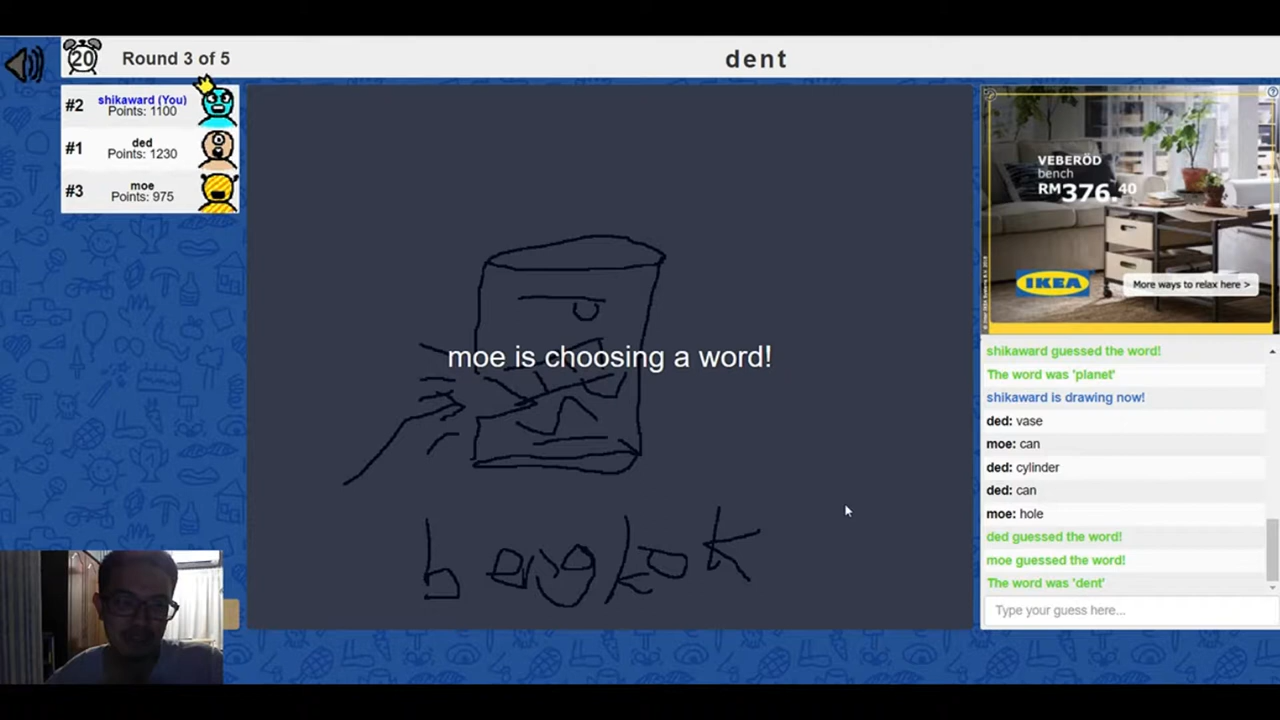 20
Round 3 of 5
dent
#2
shikaward (You)
Points: 1100
#1
ded
Points: 1230
#3
moe
Points: 975
moe is choosing a word!
bengkok
VEBERÖD
bench
RM376.40
IKEA
More ways to relax here >
shikaward guessed the word!
The word was 'planet'
shikaward is drawing now!
ded: vase
moe: can
ded: cylinder
ded: can
moe: hole
ded guessed the word!
moe guessed the word!
The word was 'dent'
Type your guess here...